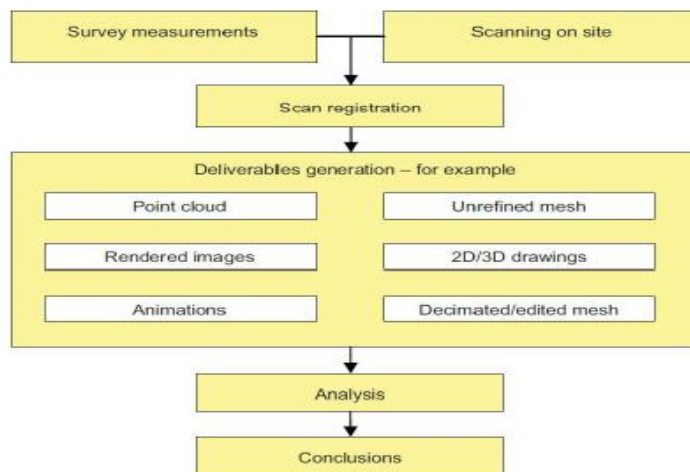 Survey measurements
Scanning on site
Scan registration
Deliverables generation – for example
Point cloud
Unrefined mesh
Rendered images
2D/3D drawings
Animations
Decimated/edited mesh
Analysis
Conclusions